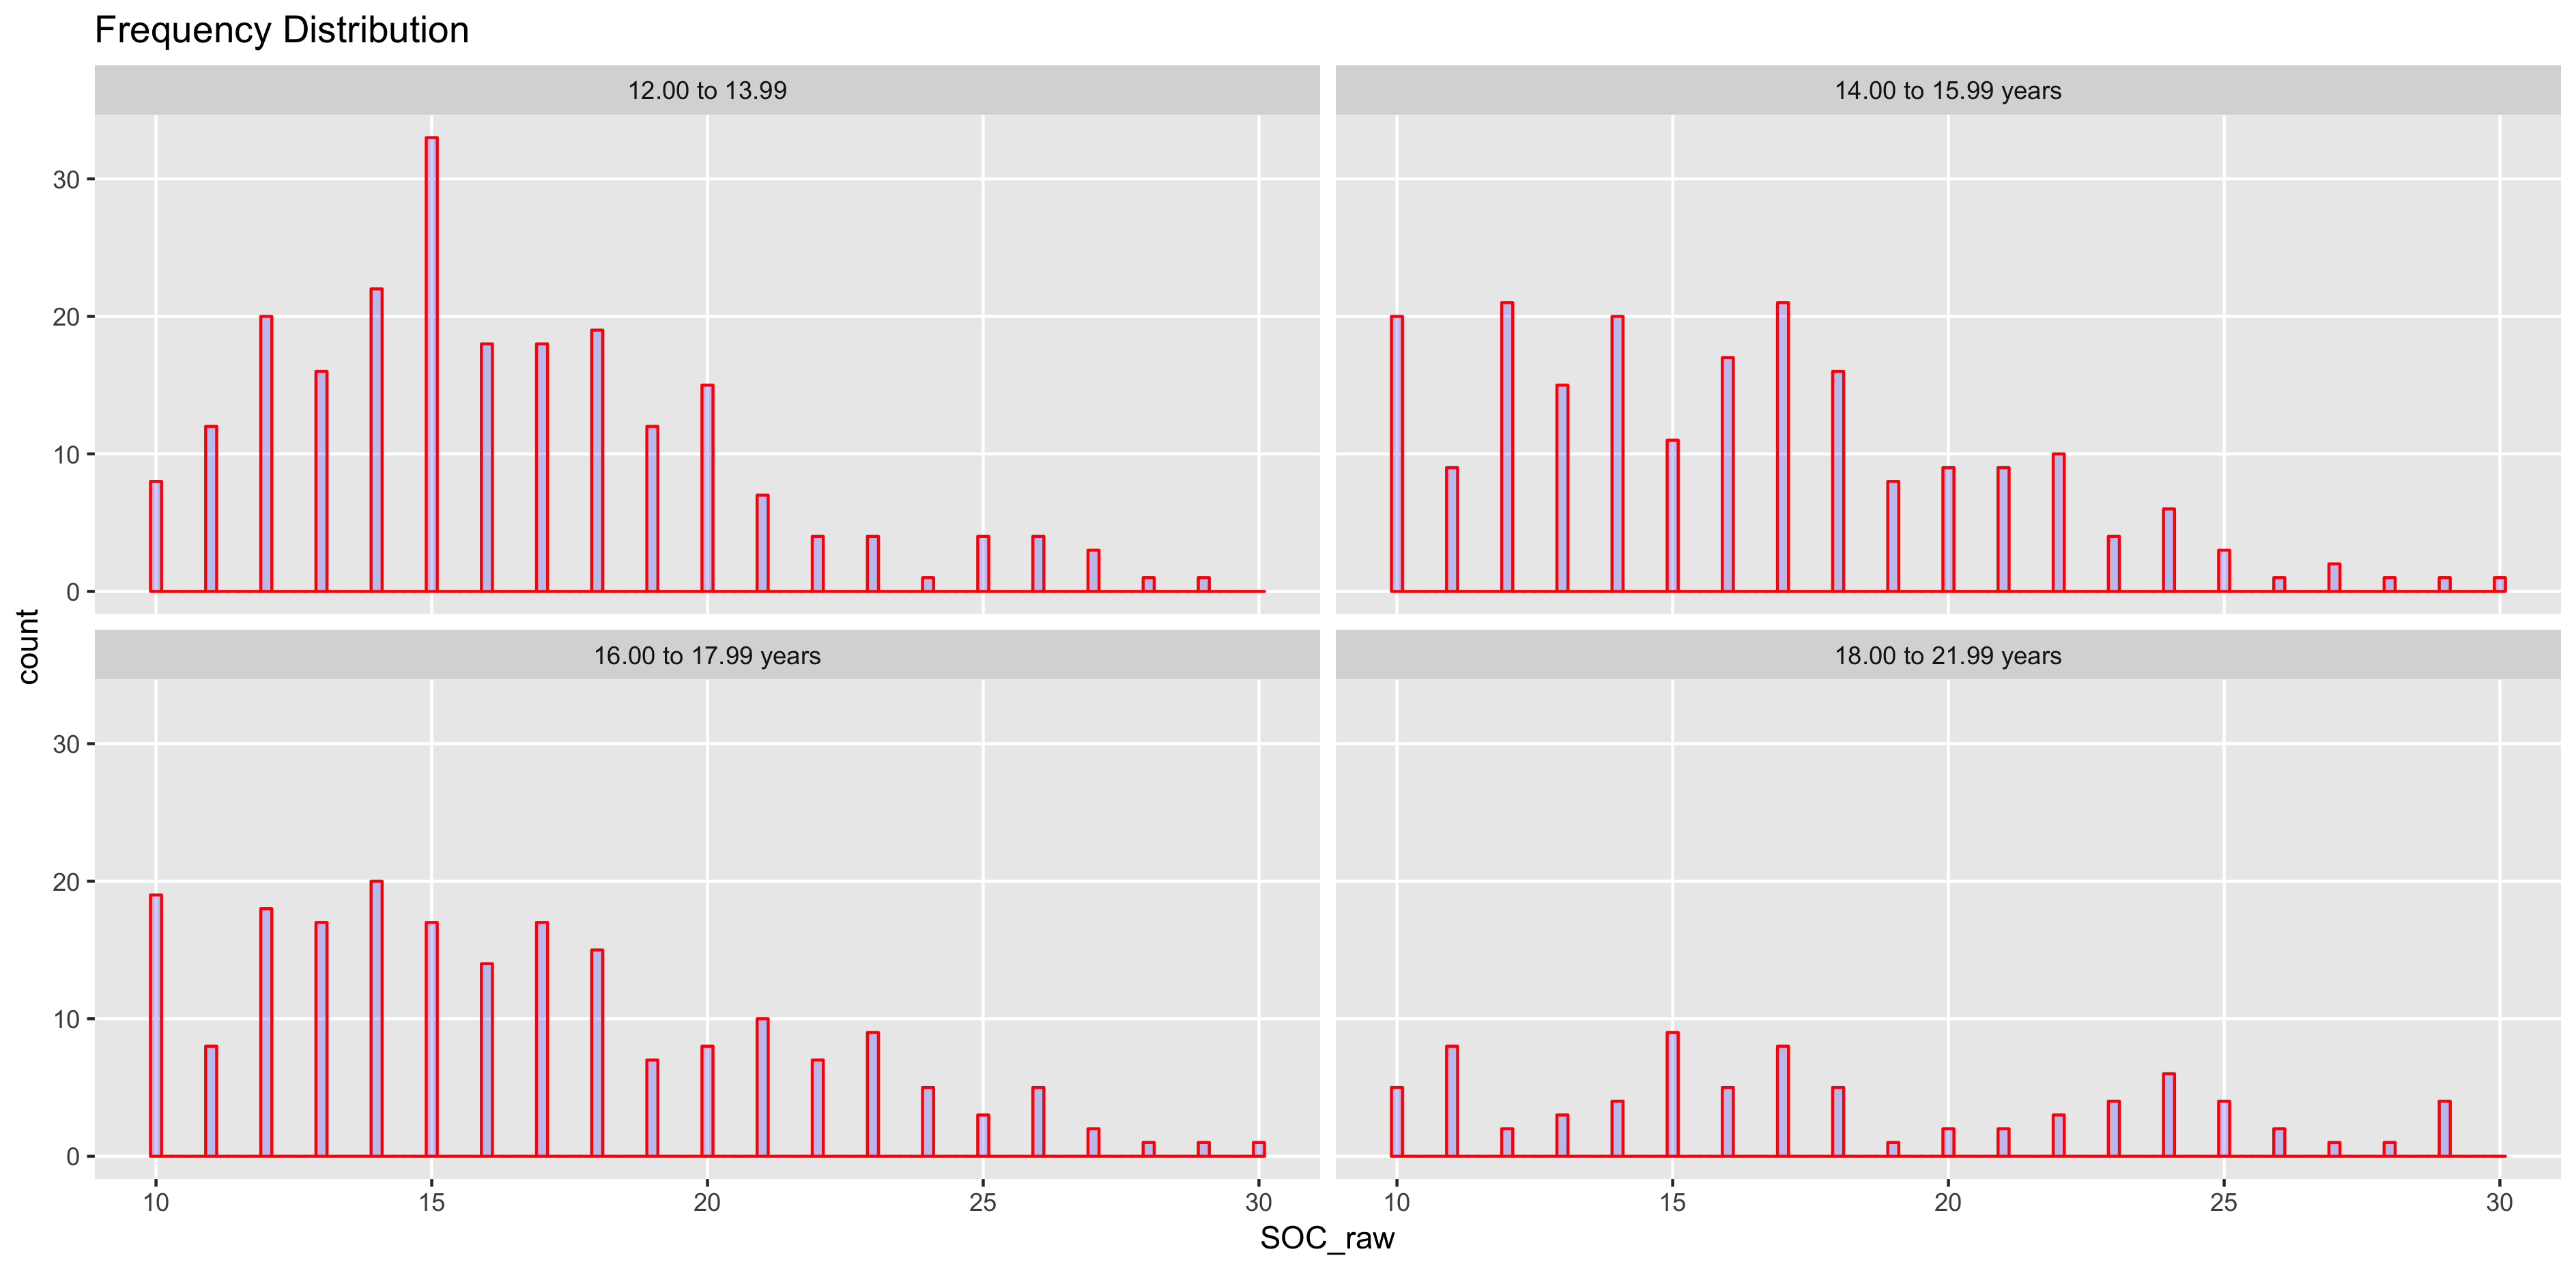 Frequency Distribution
12.00 to 13.99
14.00 to 15.99 years
30
20
10
0
16.00 to 17.99 years
18.00 to 21.99 years
30
20
10
0
count
10 15 20 25 30
10 15 20 25 30
SOC_raw